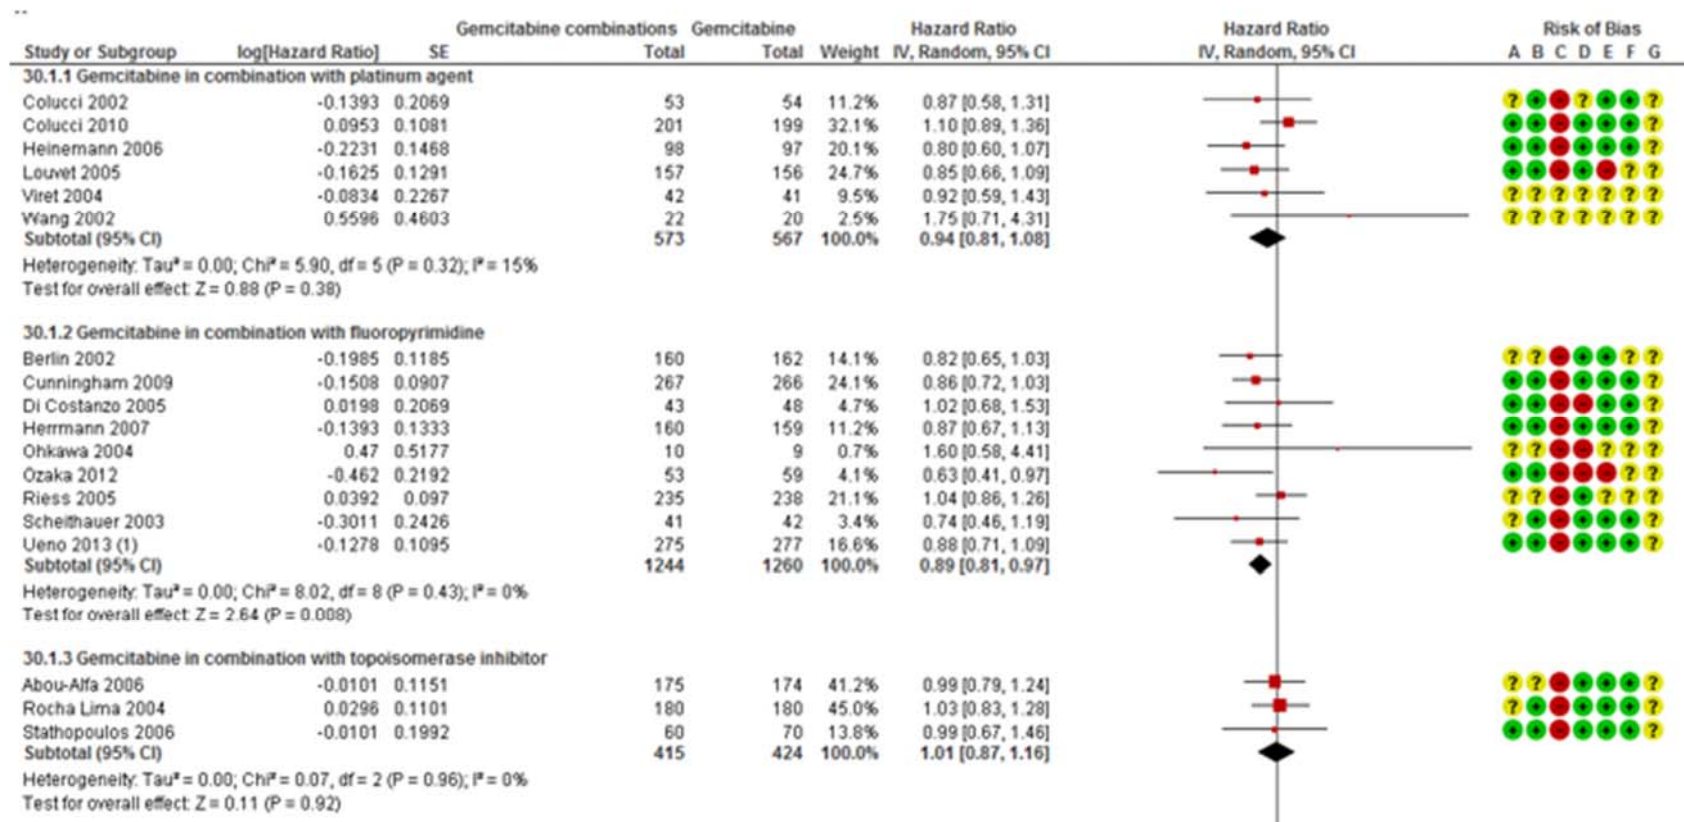 --
Gemcitabine combinations Gemcitabine Hazard Ratio Hazard Ratio Risk of Bias
Study or Subgroup log[Hazard Ratio] SE Total Total Weight IV, Random, 95% CI IV, Random, 95% CI A B C D E F G
30.1.1 Gemcitabine in combination with platinum agent
Colucci 2002 -0.1393 0.2069 53 54 11.2% 0.87 [0.58, 1.31] ? ? - ? + + ?
Colucci 2010 0.0953 0.1081 201 199 32.1% 1.10 [0.89, 1.36] + + - + + + ?
Heinemann 2006 -0.2231 0.1468 98 97 20.1% 0.80 [0.60, 1.07] + + - + + + ?
Louvet 2005 -0.1625 0.1291 157 156 24.7% 0.85 [0.66, 1.09] + + - + - ? ?
Viret 2004 -0.0834 0.2267 42 41 9.5% 0.92 [0.59, 1.43] ? ? ? ? ? ? ?
Wang 2002 0.5596 0.4603 22 20 2.5% 1.75 [0.71, 4.31] ? ? ? ? ? ? ?
Subtotal (95% CI) 573 567 100.0% 0.94 [0.81, 1.08]
Heterogeneity: Tau² = 0.00; Chi² = 5.90, df = 5 (P = 0.32); I² = 15%
Test for overall effect: Z = 0.88 (P = 0.38)
30.1.2 Gemcitabine in combination with fluoropyrimidine
Berlin 2002 -0.1985 0.1185 160 162 14.1% 0.82 [0.65, 1.03] ? ? - + + ? ?
Cunningham 2009 -0.1508 0.0907 267 266 24.1% 0.86 [0.72, 1.03] + + - + + + ?
Di Costanzo 2005 0.0198 0.2069 43 48 4.7% 1.02 [0.68, 1.53] + + - - + + ?
Herrmann 2007 -0.1393 0.1333 160 159 11.2% 0.87 [0.67, 1.13] + + - + + + ?
Ohkawa 2004 0.47 0.5177 10 9 0.7% 1.60 [0.58, 4.41] ? ? - - ? ? ?
Ozaka 2012 -0.462 0.2192 53 59 4.1% 0.63 [0.41, 0.97] + + - - - ? ?
Riess 2005 0.0392 0.097 235 238 21.1% 1.04 [0.86, 1.26] ? ? - + ? ? ?
Scheithauer 2003 -0.3011 0.2426 41 42 3.4% 0.74 [0.46, 1.19] ? + - + + + ?
Ueno 2013 (1) -0.1278 0.1095 275 277 16.6% 0.88 [0.71, 1.09] + + - + + + ?
Subtotal (95% CI) 1244 1260 100.0% 0.89 [0.81, 0.97]
Heterogeneity: Tau² = 0.00; Chi² = 8.02, df = 8 (P = 0.43); I² = 0%
Test for overall effect: Z = 2.64 (P = 0.008)
30.1.3 Gemcitabine in combination with topoisomerase inhibitor
Abou-Alfa 2006 -0.0101 0.1151 175 174 41.2% 0.99 [0.79, 1.24] ? ? - + + + ?
Rocha Lima 2004 0.0296 0.1101 180 180 45.0% 1.03 [0.83, 1.28] ? + - + + + ?
Stathopoulos 2006 -0.0101 0.1992 60 70 13.8% 0.99 [0.67, 1.46] + + - + + + ?
Subtotal (95% CI) 415 424 100.0% 1.01 [0.87, 1.16]
Heterogeneity: Tau² = 0.00; Chi² = 0.07, df = 2 (P = 0.96); I² = 0%
Test for overall effect: Z = 0.11 (P = 0.92)